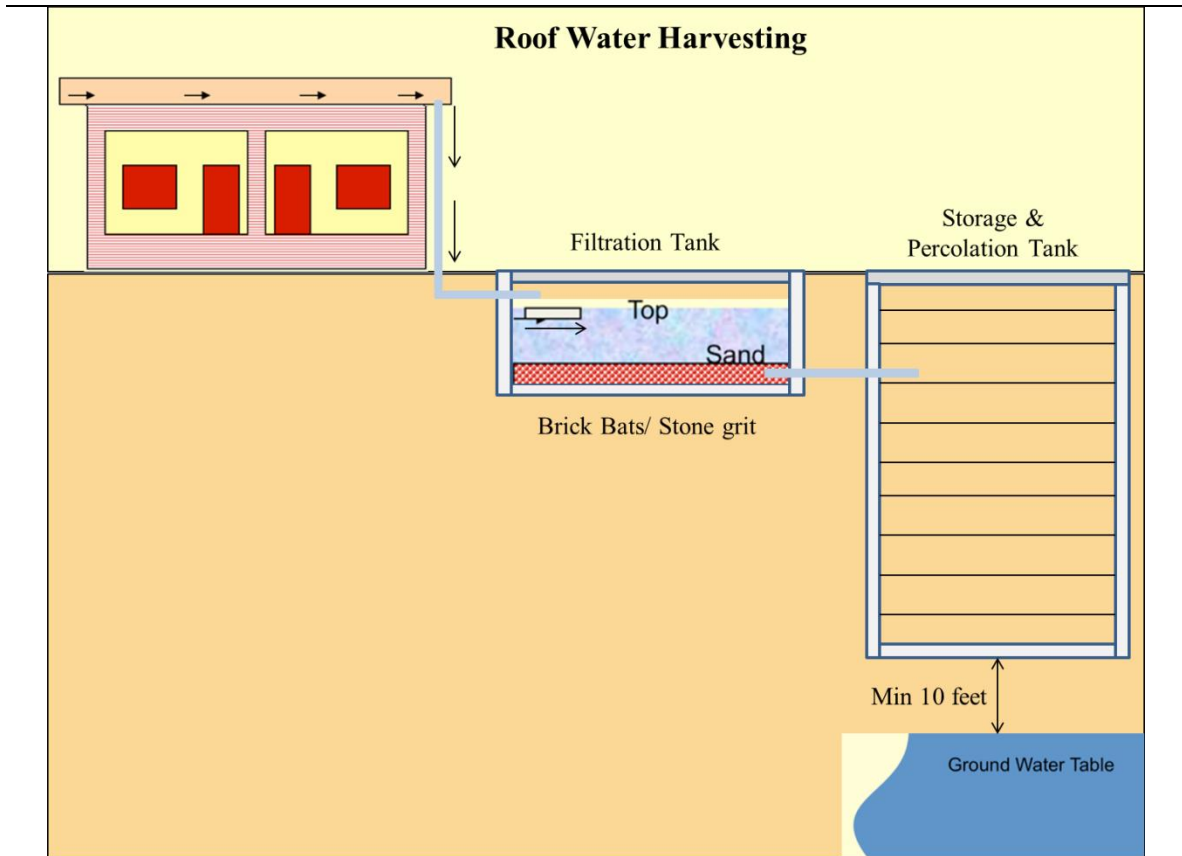 Roof Water Harvesting
Storage &
Percolation Tank
Filtration Tank
Top
Sand
Brick Bats/ Stone grit
Min 10 feet
Ground Water Table